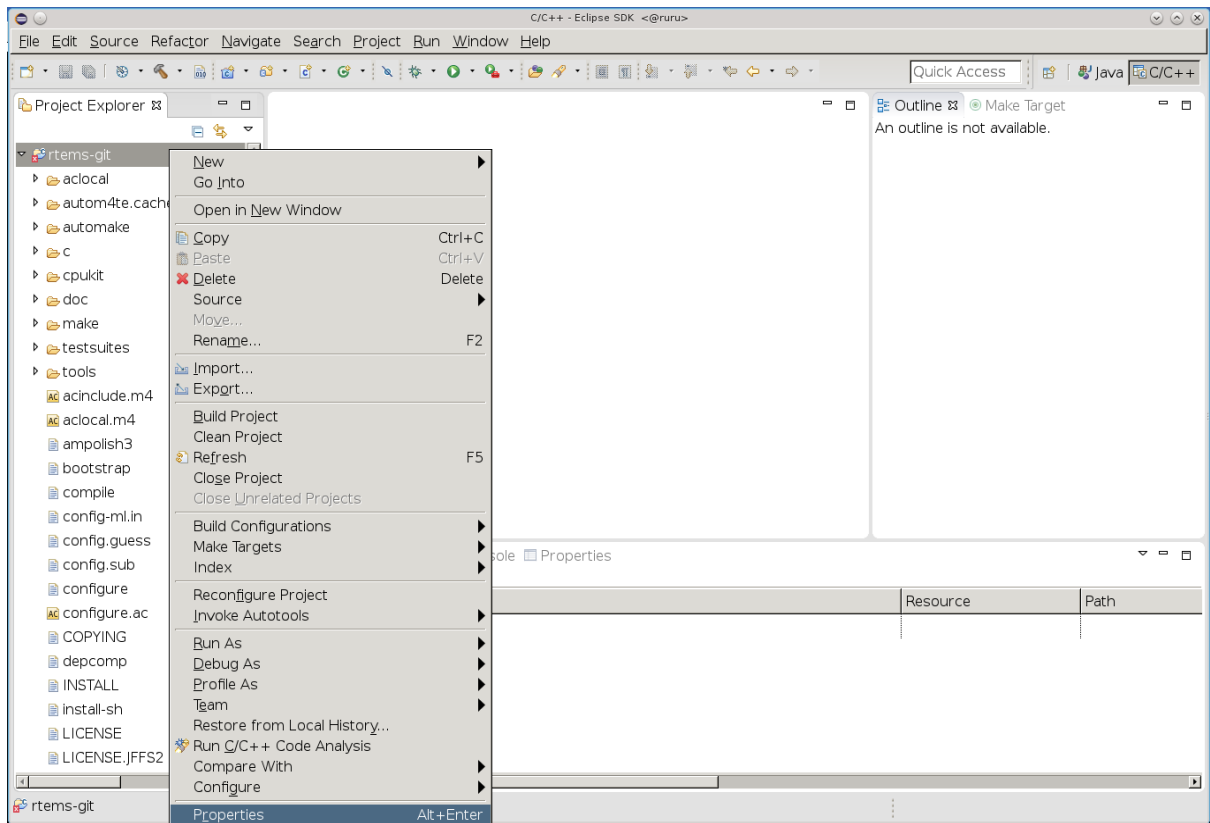 C/C++ - Eclipse SDK <@ruru>
File Edit Source Refactor Navigate Search Project Run Window Help
Quick Access Java C/C++
Project Explorer
Outline Make Target
An outline is not available.
rtems-git
aclocal
autom4te.cache
automake
c
cpukit
doc
make
testsuites
tools
acinclude.m4
aclocal.m4
ampolish3
bootstrap
compile
config-ml.in
config.guess
config.sub
configure
configure.ac
COPYING
depcomp
INSTALL
install-sh
LICENSE
LICENSE.JFFS2
New
Go Into
Open in New Window
Copy Ctrl+C
Paste Ctrl+V
Delete Delete
Source
Move...
Rename... F2
Import...
Export...
Build Project
Clean Project
Refresh F5
Close Project
Close Unrelated Projects
Build Configurations
Make Targets
Index
Reconfigure Project
Invoke Autotools
Run As
Debug As
Profile As
Team
Restore from Local History...
Run C/C++ Code Analysis
Compare With
Configure
Properties Alt+Enter
sole Properties
Resource Path
rtems-git